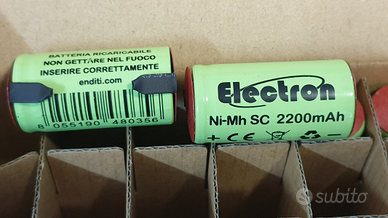 BATTERIA RICARICABILE
NON GETTARE NEL FUOCO
INSERIRE CORRETTAMENTE
enditi.com
8 055190 480356
Electron
Ni-Mh SC 2200mAh
+ CE
subito